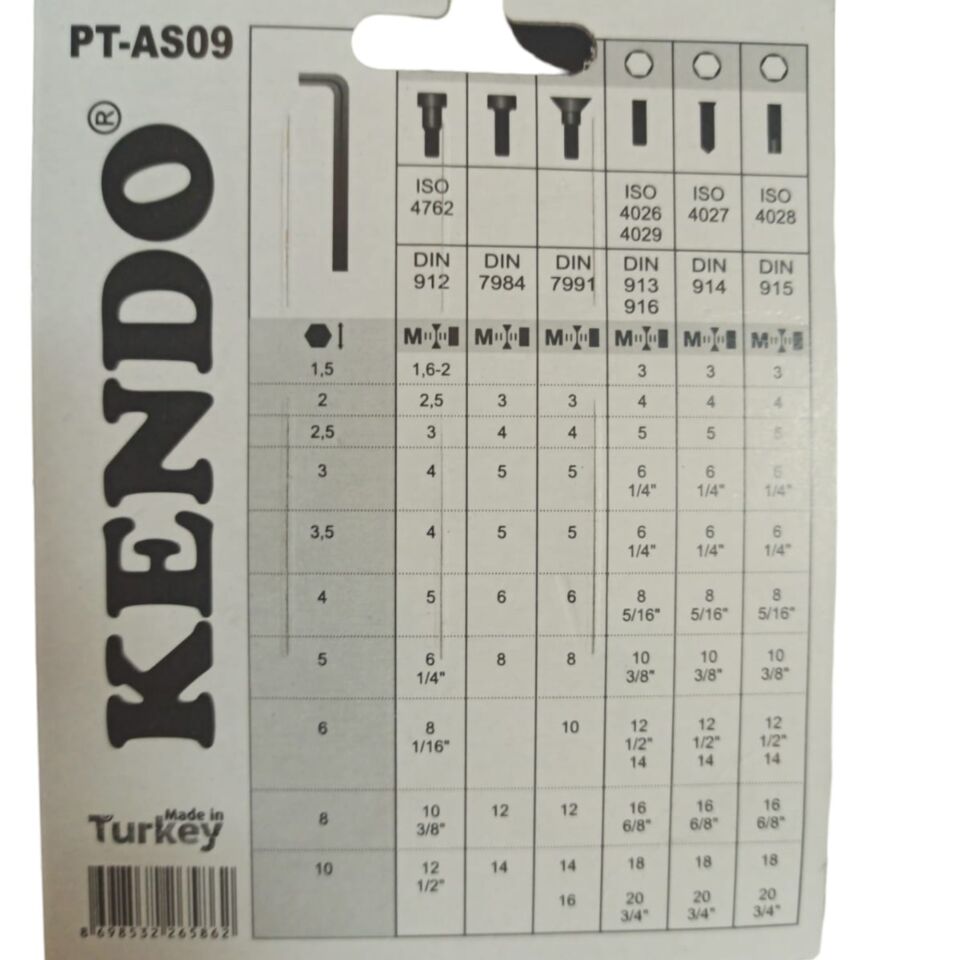 PT-AS09
KENDO®
Made in
Turkey
8 698532 265862
ISO 4762 ISO 4026 4029 ISO 4027 ISO 4028
DIN 912 DIN 7984 DIN 7991 DIN 913 916 DIN 914 DIN 915
M M M M M M
1,5 1,6-2 3 3 3
2 2,5 3 3 4 4 4
2,5 3 4 4 5 5 5
3 4 5 5 6 6 6
1/4" 1/4" 1/4"
3,5 4 5 5 6 6 6
1/4" 1/4" 1/4"
4 5 6 6 8 8 8
5/16" 5/16" 5/16"
5 6 8 8 10 10 10
1/4" 3/8" 3/8" 3/8"
6 8 10 12 12 12
1/16" 1/2" 1/2" 1/2"
14 14 14
8 10 12 12 16 16 16
3/8" 6/8" 6/8" 6/8"
10 12 14 14 18 18 18
1/2" 16 20 20 20
3/4" 3/4" 3/4"